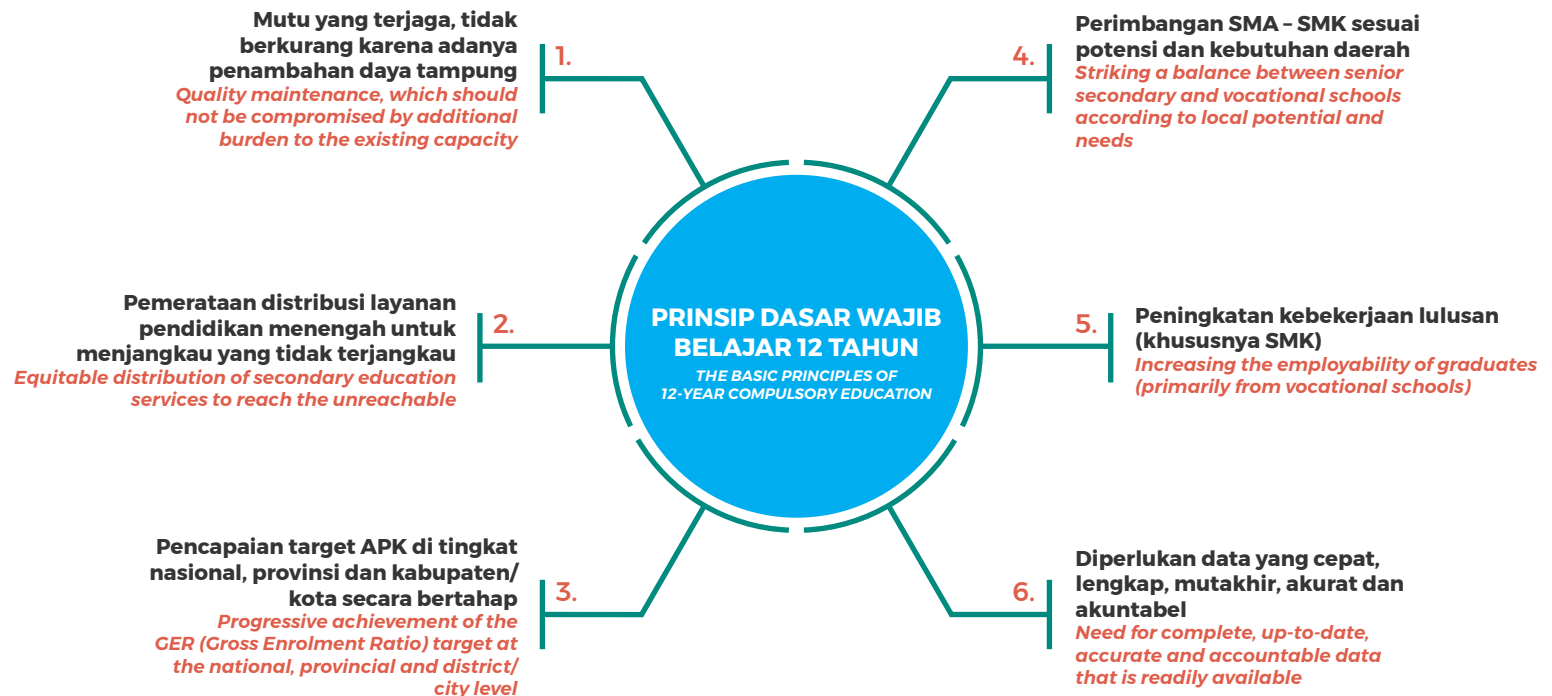 Mutu yang terjaga, tidak
berkurang karena adanya
penambahan daya tampung
Quality maintenance, which should
not be compromised by additional
burden to the existing capacity
1.
Pemerataan distribusi layanan
pendidikan menengah untuk
menjangkau yang tidak terjangkau
Equitable distribution of secondary education
services to reach the unreachable
2.
Pencapaian target APK di tingkat
nasional, provinsi dan kabupaten/
kota secara bertahap
Progressive achievement of the
GER (Gross Enrolment Ratio) target at
the national, provincial and district/
city level
3.
PRINSIP DASAR WAJIB
BELAJAR 12 TAHUN
THE BASIC PRINCIPLES OF
12-YEAR COMPULSORY EDUCATION
4.
Perimbangan SMA – SMK sesuai
potensi dan kebutuhan daerah
Striking a balance between senior
secondary and vocational schools
according to local potential and
needs
5.
Peningkatan kebekerjaan lulusan
(khususnya SMK)
Increasing the employability of graduates
(primarily from vocational schools)
6.
Diperlukan data yang cepat,
lengkap, mutakhir, akurat dan
akuntabel
Need for complete, up-to-date,
accurate and accountable data
that is readily available